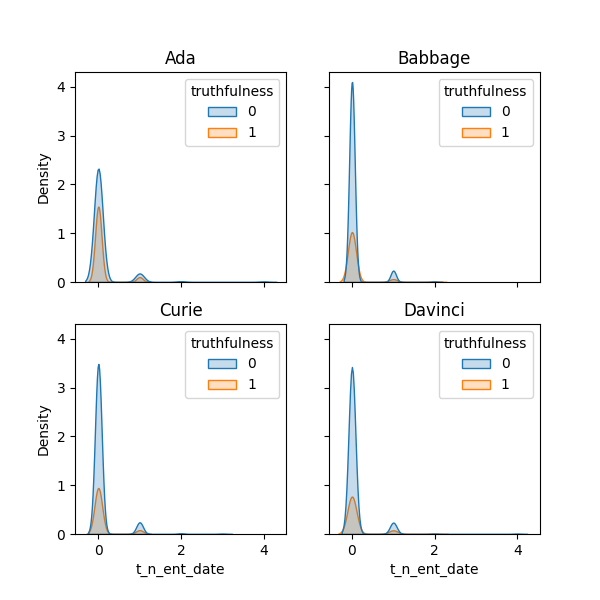 Ada
Babbage
truthfulness
0
1
truthfulness
0
1
4
3
2
1
0
Density
Curie
Davinci
truthfulness
0
1
truthfulness
0
1
4
3
2
1
0
Density
0 2 4
0 2 4
t_n_ent_date
t_n_ent_date